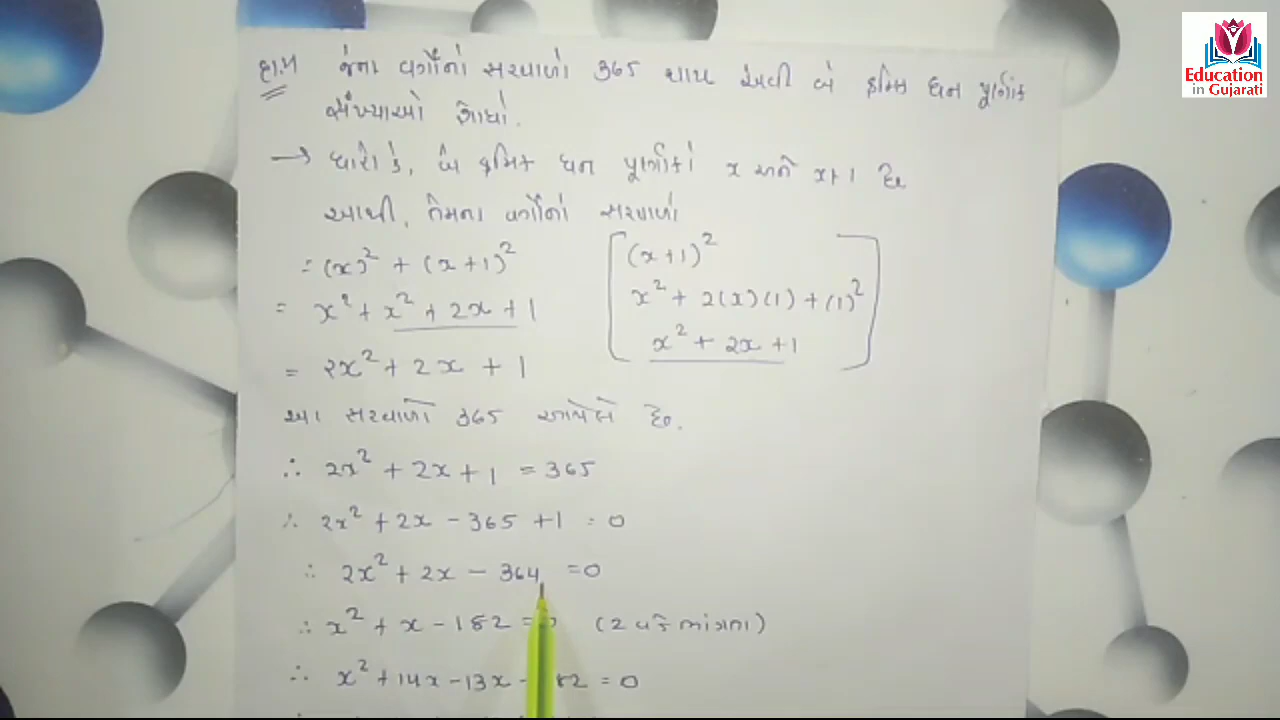 દા.૫ જેના વર્ગોનો સરવાળો 365 થાય એવી બે ક્રમિક ધન પૂર્ણાંક
સંખ્યાઓ શોધો.
→ ધારો કે, બે ક્રમિક ધન પૂર્ણાંકો x અને x+1 છે
આથી, તેમના વર્ગોનો સરવાળો
= (x)² + (x+1)²
= x² + x² + 2x + 1
= 2x² + 2x + 1
(x+1)²
x² + 2(x)(1) + (1)²
x² + 2x + 1
આ સરવાળો 365 આપેલો છે.
∴ 2x² + 2x + 1 = 365
∴ 2x² + 2x - 365 + 1 = 0
∴ 2x² + 2x - 364 = 0
∴ x² + x - 182 = (2 વડે ભાંગતા)
∴ x² + 14x - 13x - 82 = 0
Education
in Gujarati